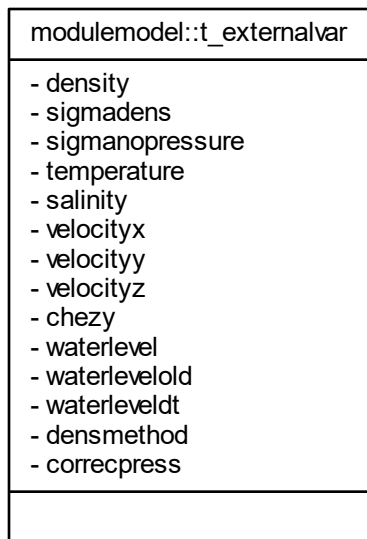 modulemodel::t_externalvar
- density
- sigmadens
- sigmanopressure
- temperature
- salinity
- velocityx
- velocityy
- velocityz
- chezy
- waterlevel
- waterlevelold
- waterleveldt
- densmethod
- correcpress